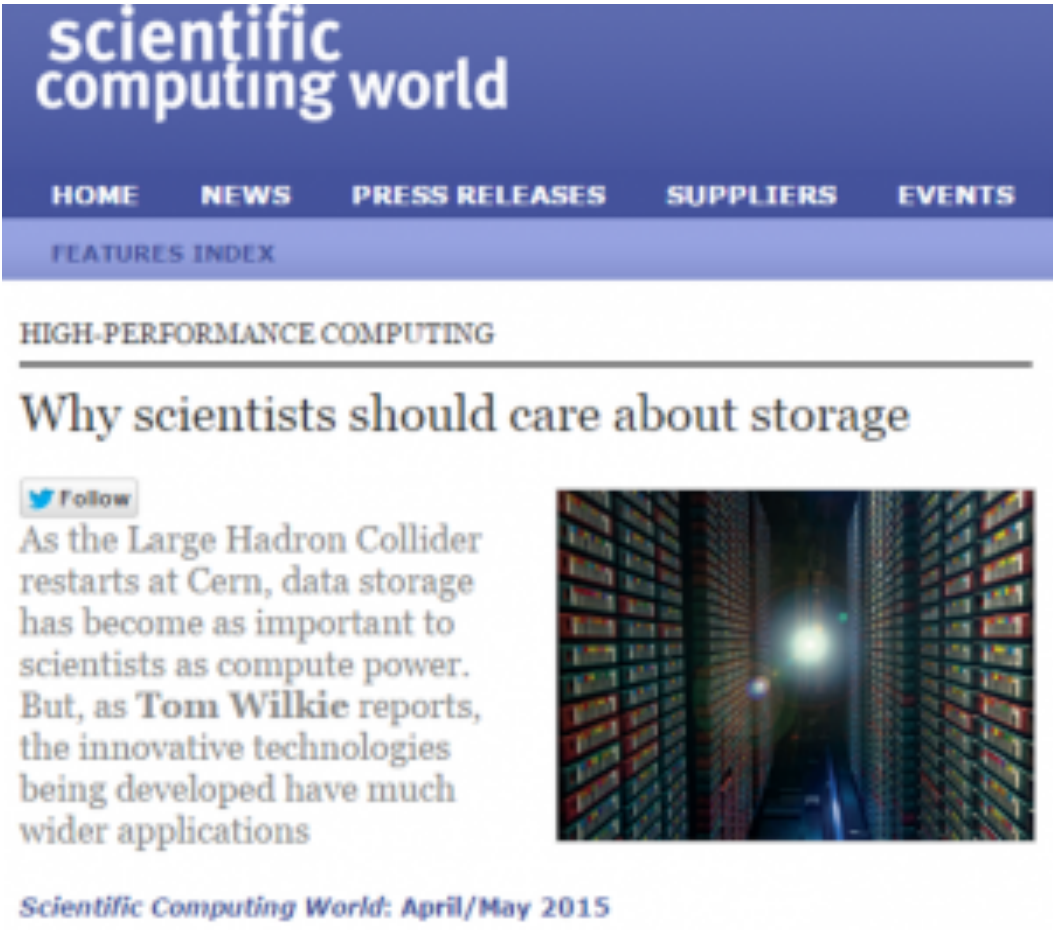 scientific
computing world
HOME NEWS PRESS RELEASES SUPPLIERS EVENTS
FEATURES INDEX
HIGH-PERFORMANCE COMPUTING
Why scientists should care about storage
Follow
As the Large Hadron Collider
restarts at Cern, data storage
has become as important to
scientists as compute power.
But, as Tom Wilkie reports,
the innovative technologies
being developed have much
wider applications
Scientific Computing World: April/May 2015